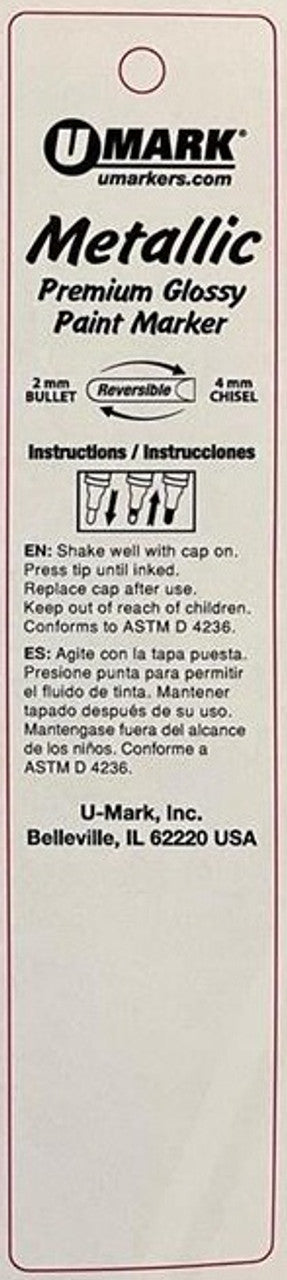 UMARK®
umarkers.com
Metallic
Premium Glossy
Paint Marker
2 mm BULLET Reversible 4 mm CHISEL
Instructions / Instrucciones
EN: Shake well with cap on.
Press tip until inked.
Replace cap after use.
Keep out of reach of children.
Conforms to ASTM D 4236.
ES: Agite con la tapa puesta.
Presione punta para permitir
el fluido de tinta. Mantener
tapado después de su uso.
Mantengase fuera del alcance
de los niños. Conforme a
ASTM D 4236.
U-Mark, Inc.
Belleville, IL 62220 USA